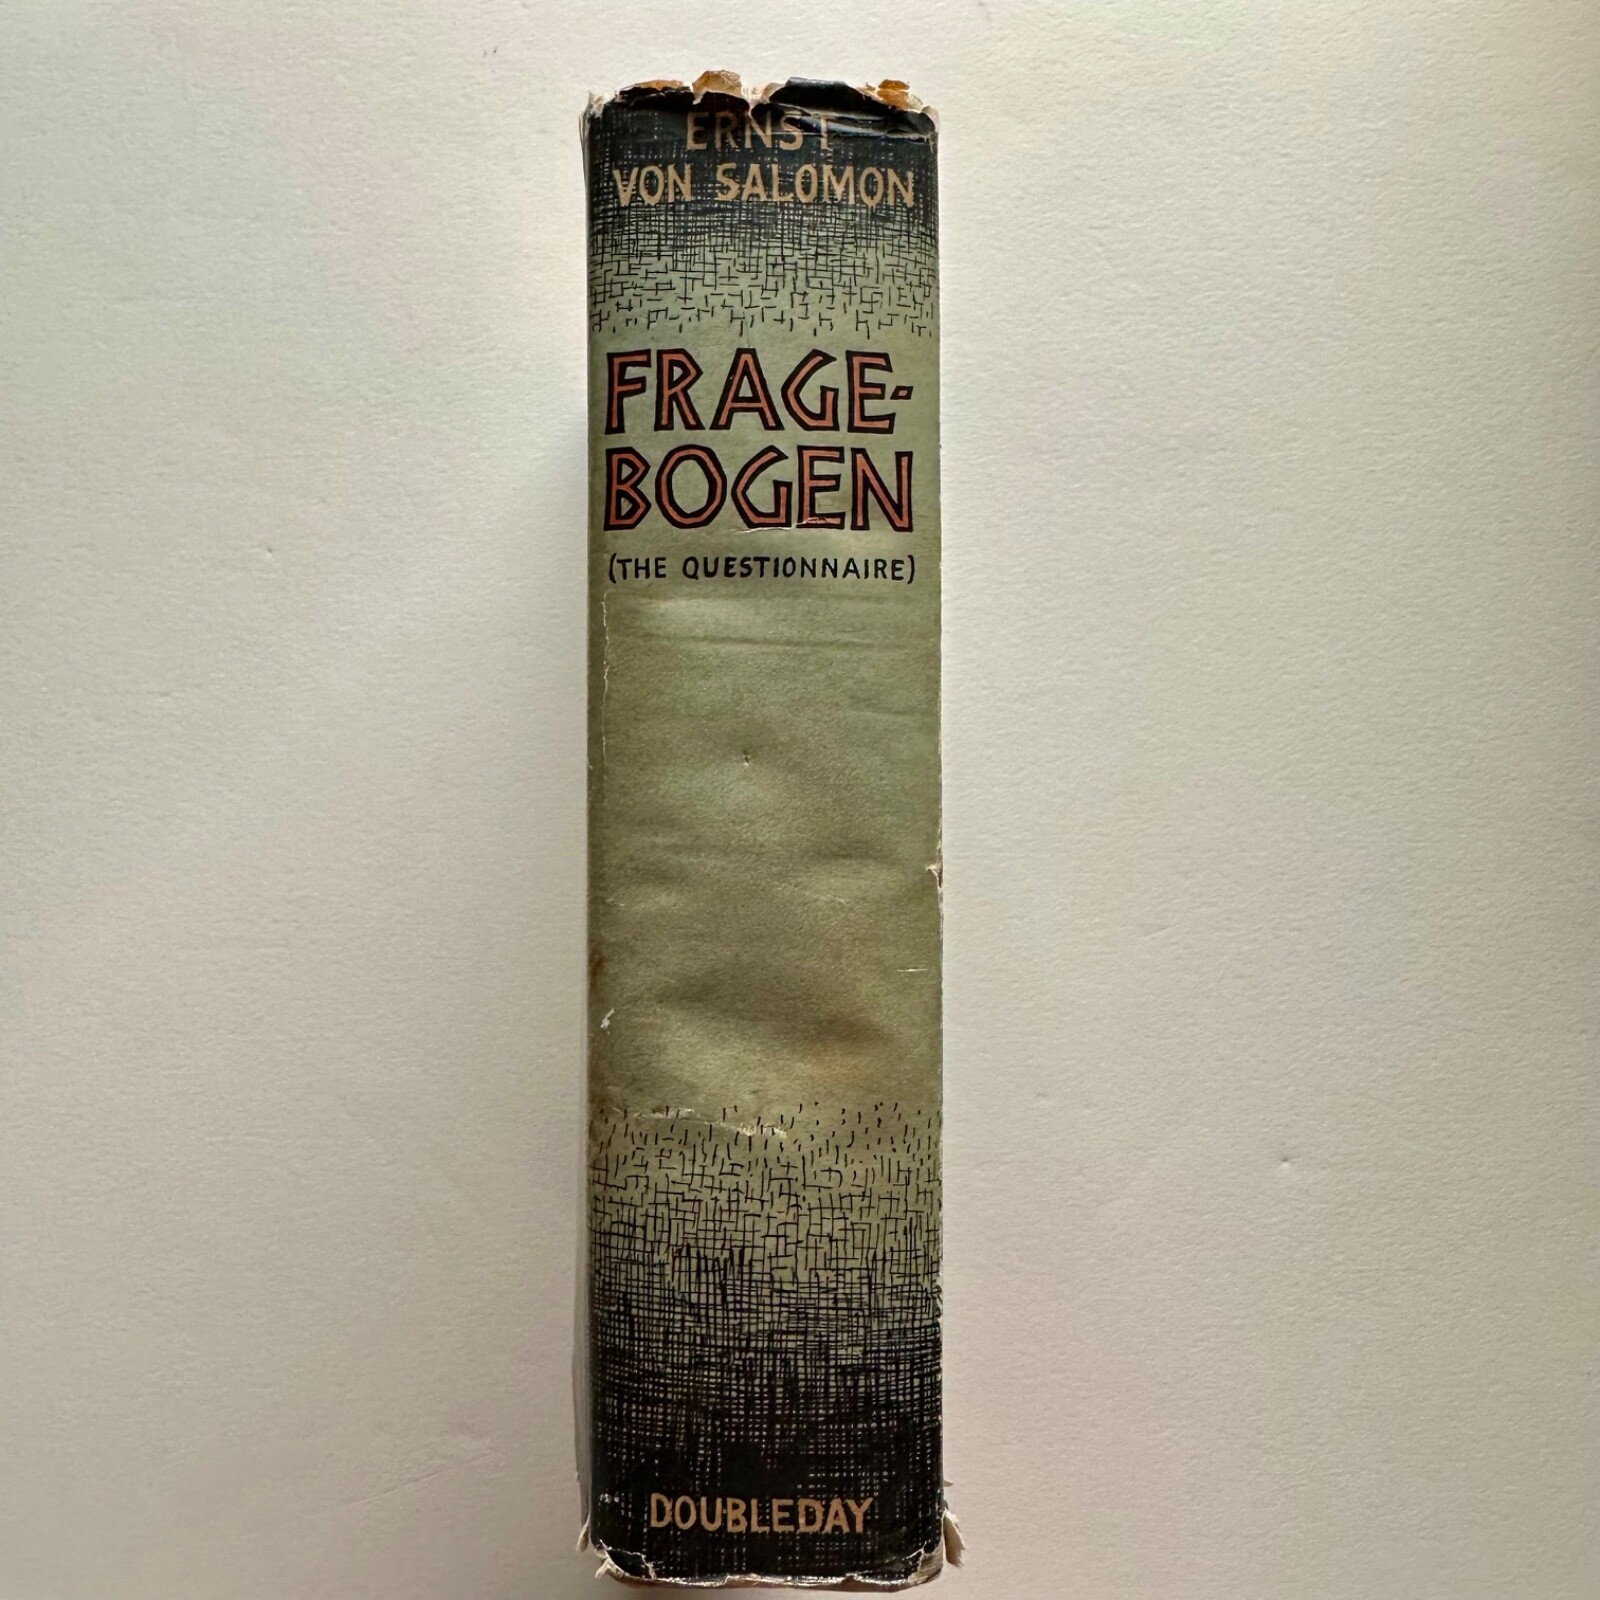 ERNST
VON SALOMON
FRAGE-
BOGEN
(THE QUESTIONNAIRE)
DOUBLEDAY